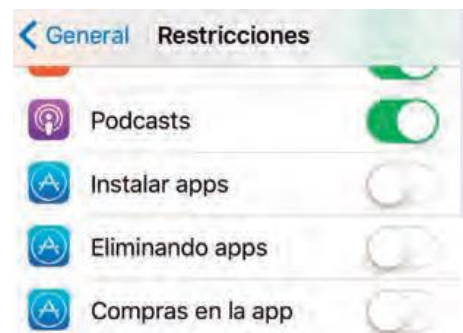 General Restricciones
Podcasts
Instalar apps
Eliminando apps
Compras en la app